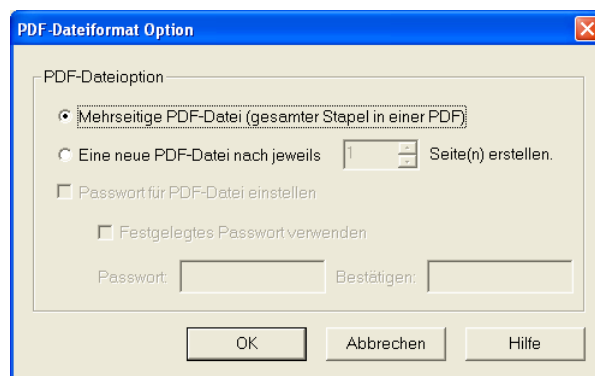 PDF-Dateiformat Option
PDF-Dateioption
Mehrseitige PDF-Datei (gesamter Stapel in einer PDF)
Eine neue PDF-Datei nach jeweils 1 Seite(n) erstellen.
Passwort für PDF-Datei einstellen
Festgelegtes Passwort verwenden
Passwort: Bestätigen:
OK Abbrechen Hilfe